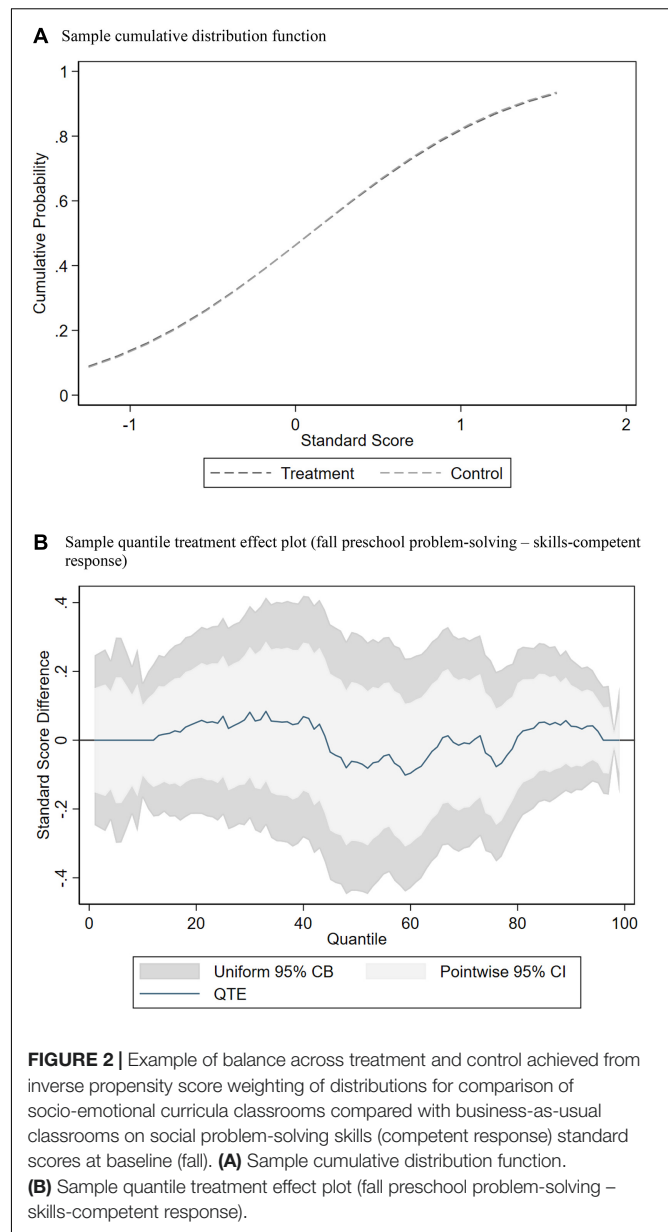 A Sample cumulative distribution function
1
.8
.6
.4
.2
0
Cumulative Probability
-1 0 1 2
Standard Score
Treatment Control
B Sample quantile treatment effect plot (fall preschool problem-solving – skills-competent
response)
.4
.2
0
-.2
-.4
Standard Score Difference
0 20 40 60 80 100
Quantile
Uniform 95% CB Pointwise 95% CI
QTE
FIGURE 2 | Example of balance across treatment and control achieved from
inverse propensity score weighting of distributions for comparison of
socio-emotional curricula classrooms compared with business-as-usual
classrooms on social problem-solving skills (competent response) standard
scores at baseline (fall). (A) Sample cumulative distribution function.
(B) Sample quantile treatment effect plot (fall preschool problem-solving –
skills-competent response).